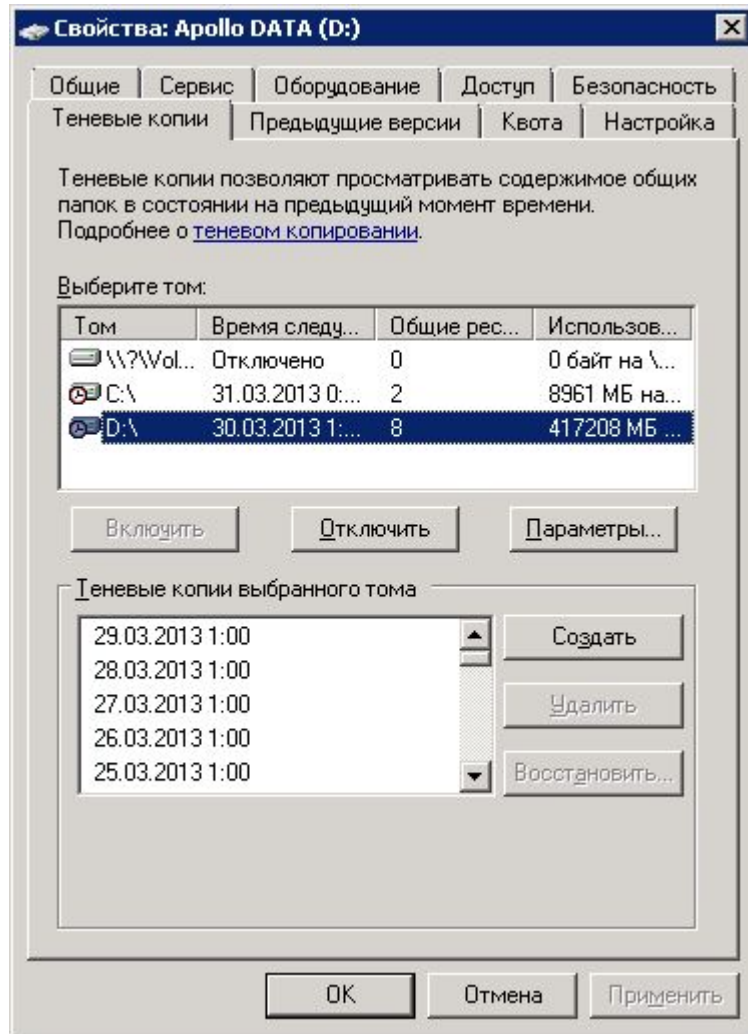 Свойства: Apollo DATA (D:)
Общие Сервис Оборудование Доступ Безопасность
Теневые копии Предыдущие версии Квота Настройка
Теневые копии позволяют просматривать содержимое общих
папок в состоянии на предыдущий момент времени.
Подробнее о теневом копировании.
Выберите том:
Том Время следу... Общие рес... Использов...
\\?\Vol... Отключено 0 0 байт на \...
C:\ 31.03.2013 0:... 2 8961 МБ на...
D:\ 30.03.2013 1:... 8 417208 МБ ...
Включить Отключить Параметры...
Теневые копии выбранного тома
29.03.2013 1:00
28.03.2013 1:00
27.03.2013 1:00
26.03.2013 1:00
25.03.2013 1:00
Создать
Удалить
Восстановить...
OK Отмена Применить